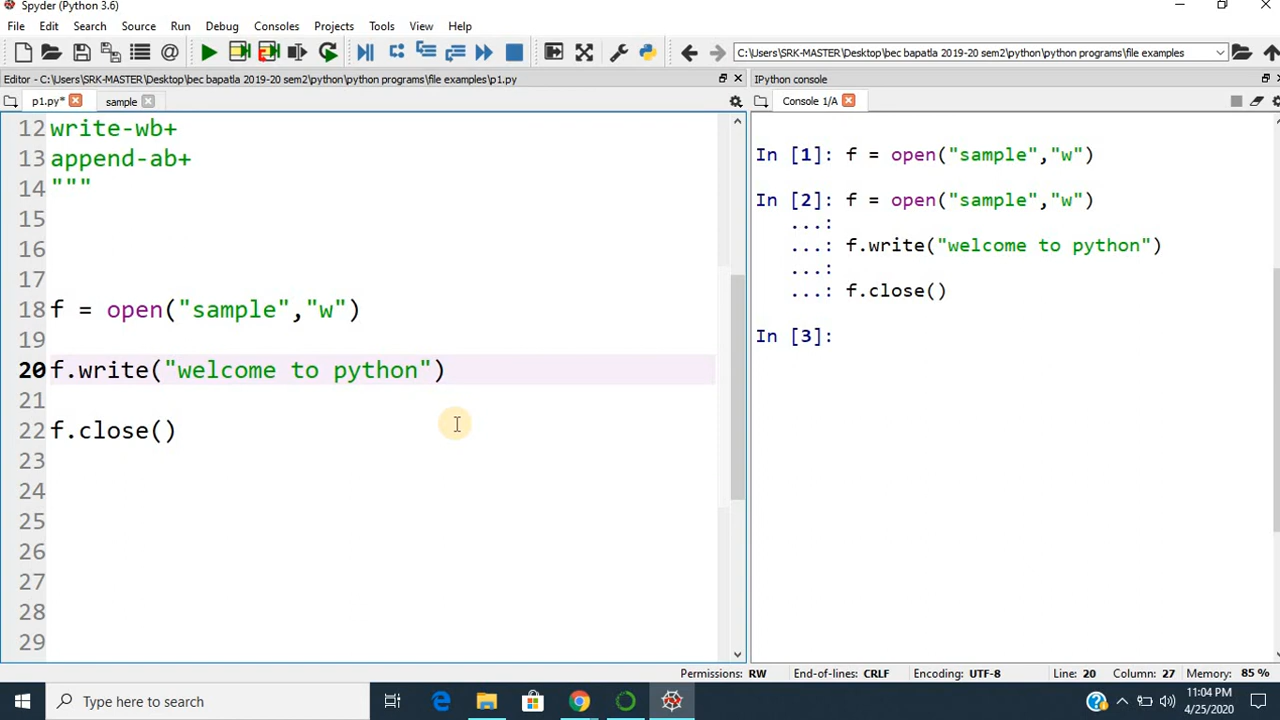 Spyder (Python 3.6)
File Edit Search Source Run Debug Consoles Projects Tools View Help
C:\Users\SRK-MASTER\Desktop\bec bapatla 2019-20 sem2\python\python programs\file examples
Editor - C:\Users\SRK-MASTER\Desktop\bec bapatla 2019-20 sem2\python\python programs\file examples\p1.py
p1.py* sample
12 write-wb+
13 append-ab+
14 """
15
16
17
18 f = open("sample","w")
19
20 f.write("welcome to python")
21
22 f.close()
23
24
25
26
27
28
29
IPython console
Console 1/A
In [1]: f = open("sample","w")
In [2]: f = open("sample","w")
...:
...: f.write("welcome to python")
...:
...: f.close()
In [3]:
Permissions: RW End-of-lines: CRLF Encoding: UTF-8 Line: 20 Column: 27 Memory: 85 %
Type here to search
11:04 PM
4/25/2020